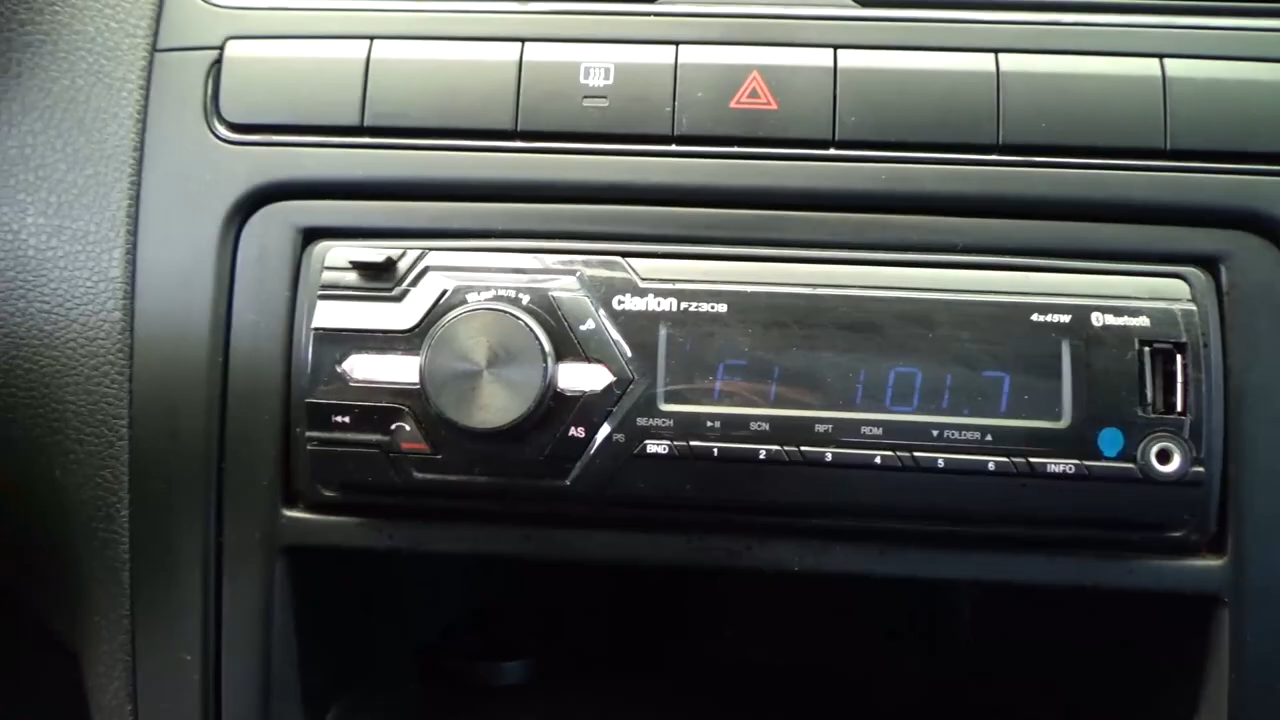 MUTE
clarion FZ309
4x45W Bluetooth
F1 101.7
SEARCH SCN RPT RDM ▼ FOLDER ▲
AS PS BND 1 2 3 4 5 6 INFO